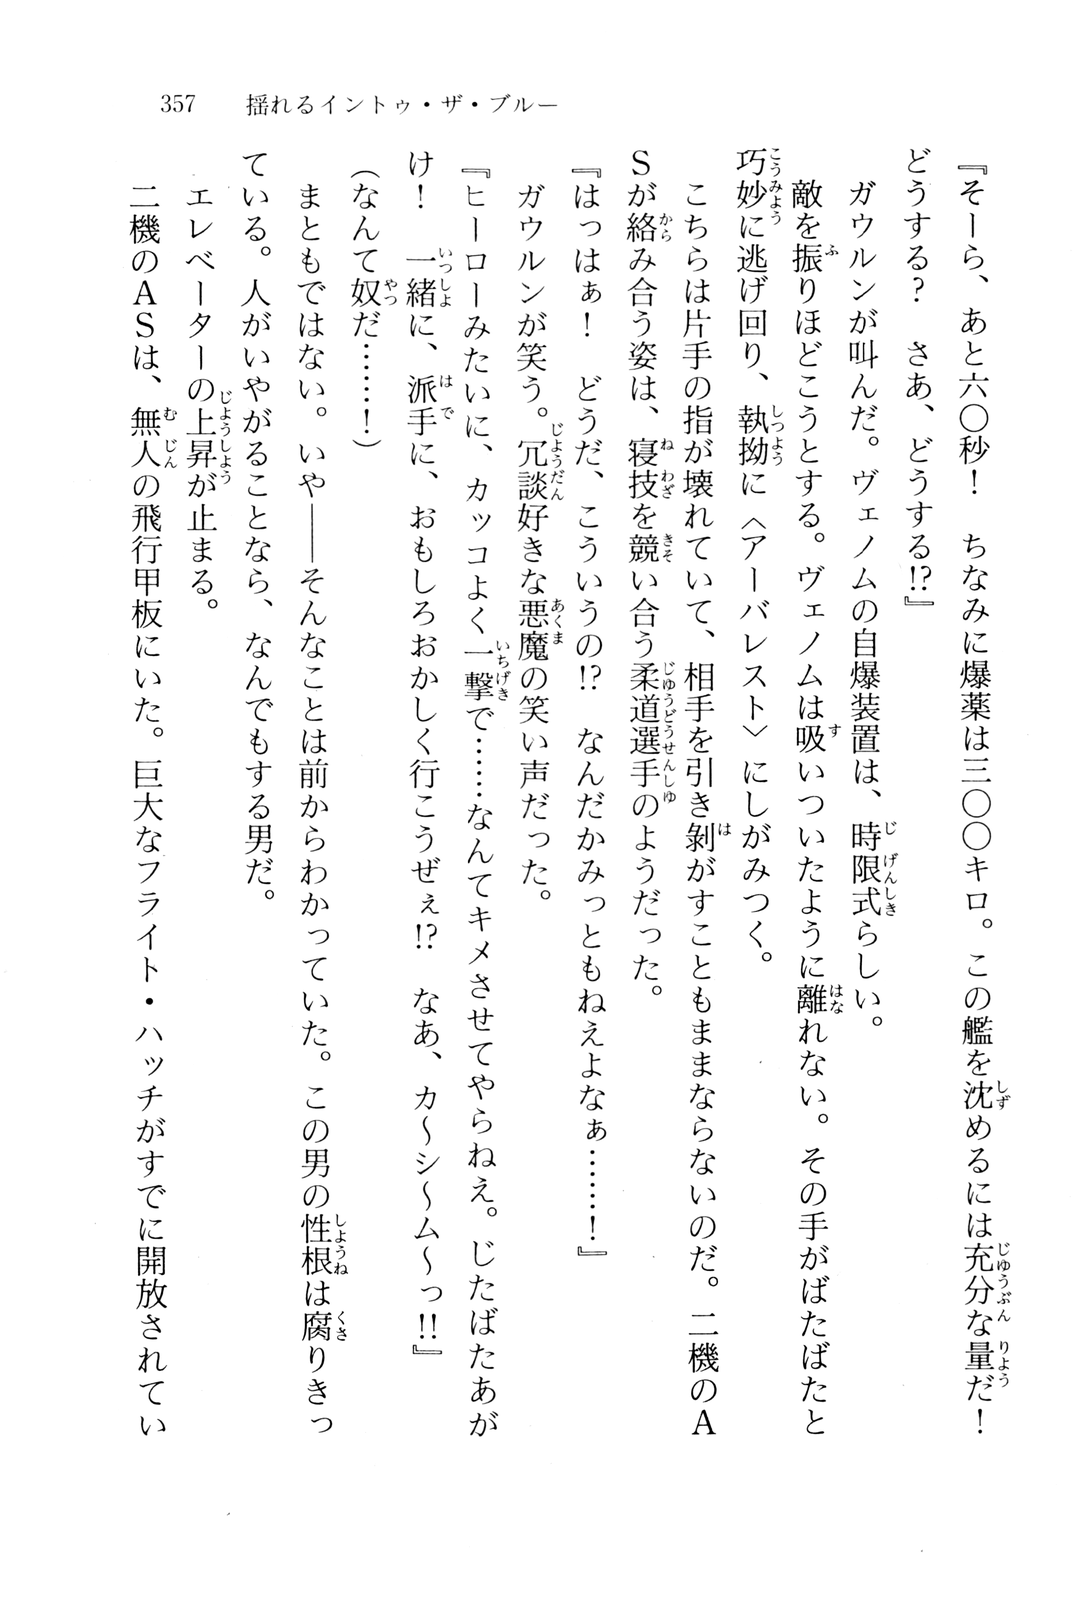 357　揺れるイントゥ・ザ・ブルー
『そーら、あと六〇秒！　ちなみに爆薬は三〇〇キロ。この艦を沈めるには充分な量だ！
どうする？　さあ、どうする!?』
　ガウルンが叫んだ。ヴェノムの自爆装置は、時限式らしい。
　敵を振りほどこうとする。ヴェノムは吸いついたように離れない。その手がばたばたと
巧妙に逃げ回り、執拗に〈アーバレスト〉にしがみつく。
　こちらは片手の指が壊れていて、相手を引き剝がすこともままならないのだ。二機のＡ
Ｓが絡み合う姿は、寝技を競い合う柔道選手のようだった。
『はっはぁ！　どうだ、こういうの!?　なんだかみっともねえよなぁ……！』
　ガウルンが笑う。冗談好きな悪魔の笑い声だった。
『ヒーローみたいに、カッコよく一撃で……なんてキメさせてやらねえ。じたばたあが
け！　一緒に、派手に、おもしろおかしく行こうぜぇ!?　なあ、カ〜シ〜ム〜っ!!』
（なんて奴だ……！）
　まともではない。いや——そんなことは前からわかっていた。この男の性根は腐りきっ
ている。人がいやがることなら、なんでもする男だ。
　エレベーターの上昇が止まる。
　二機のＡＳは、無人の飛行甲板にいた。巨大なフライト・ハッチがすでに開放されてい